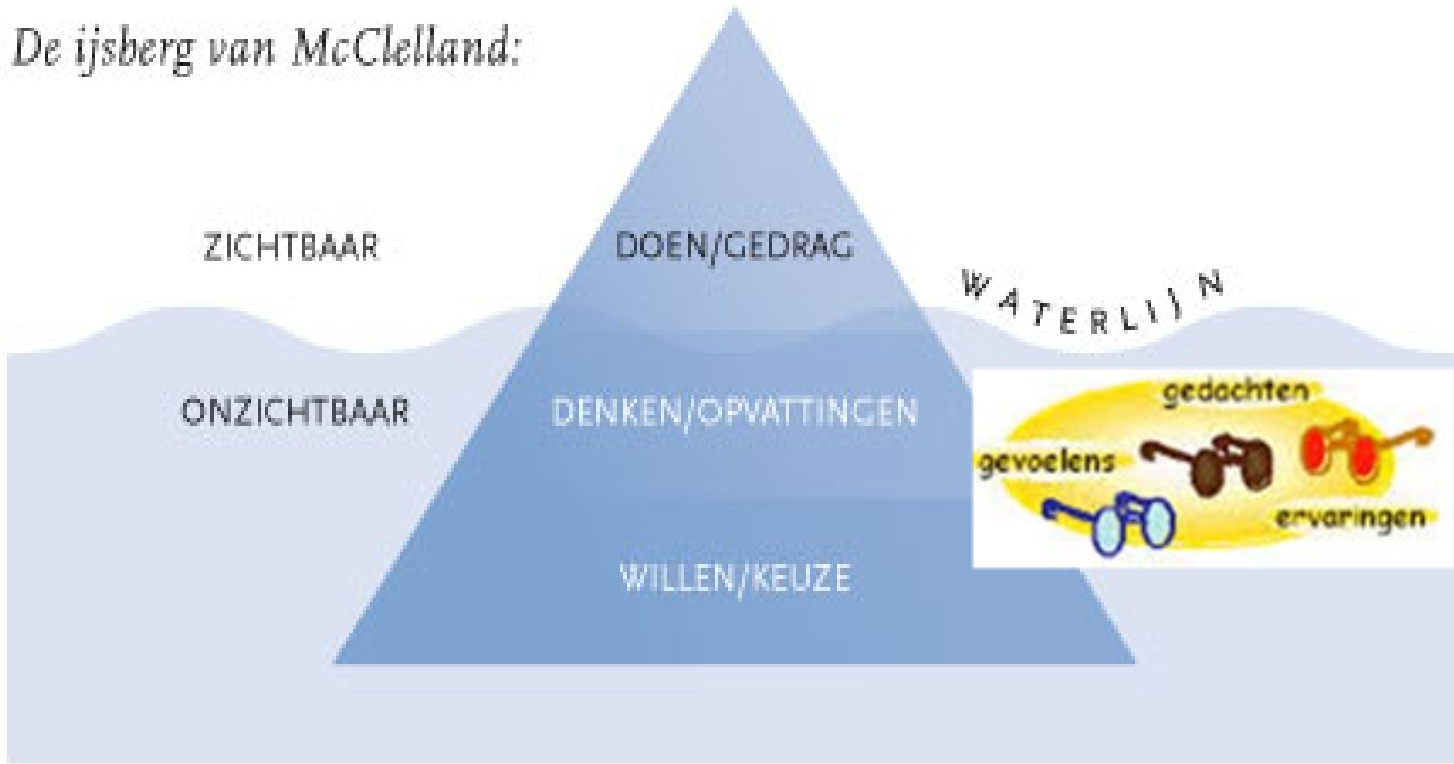 De ijsberg van McClelland:
ZICHTBAAR
DOEN/GEDRAG
WATERLIJN
ONZICHTBAAR
DENKEN/OPVATTINGEN
gedachten
gevoelens
ervaringen
WILLEN/KEUZE